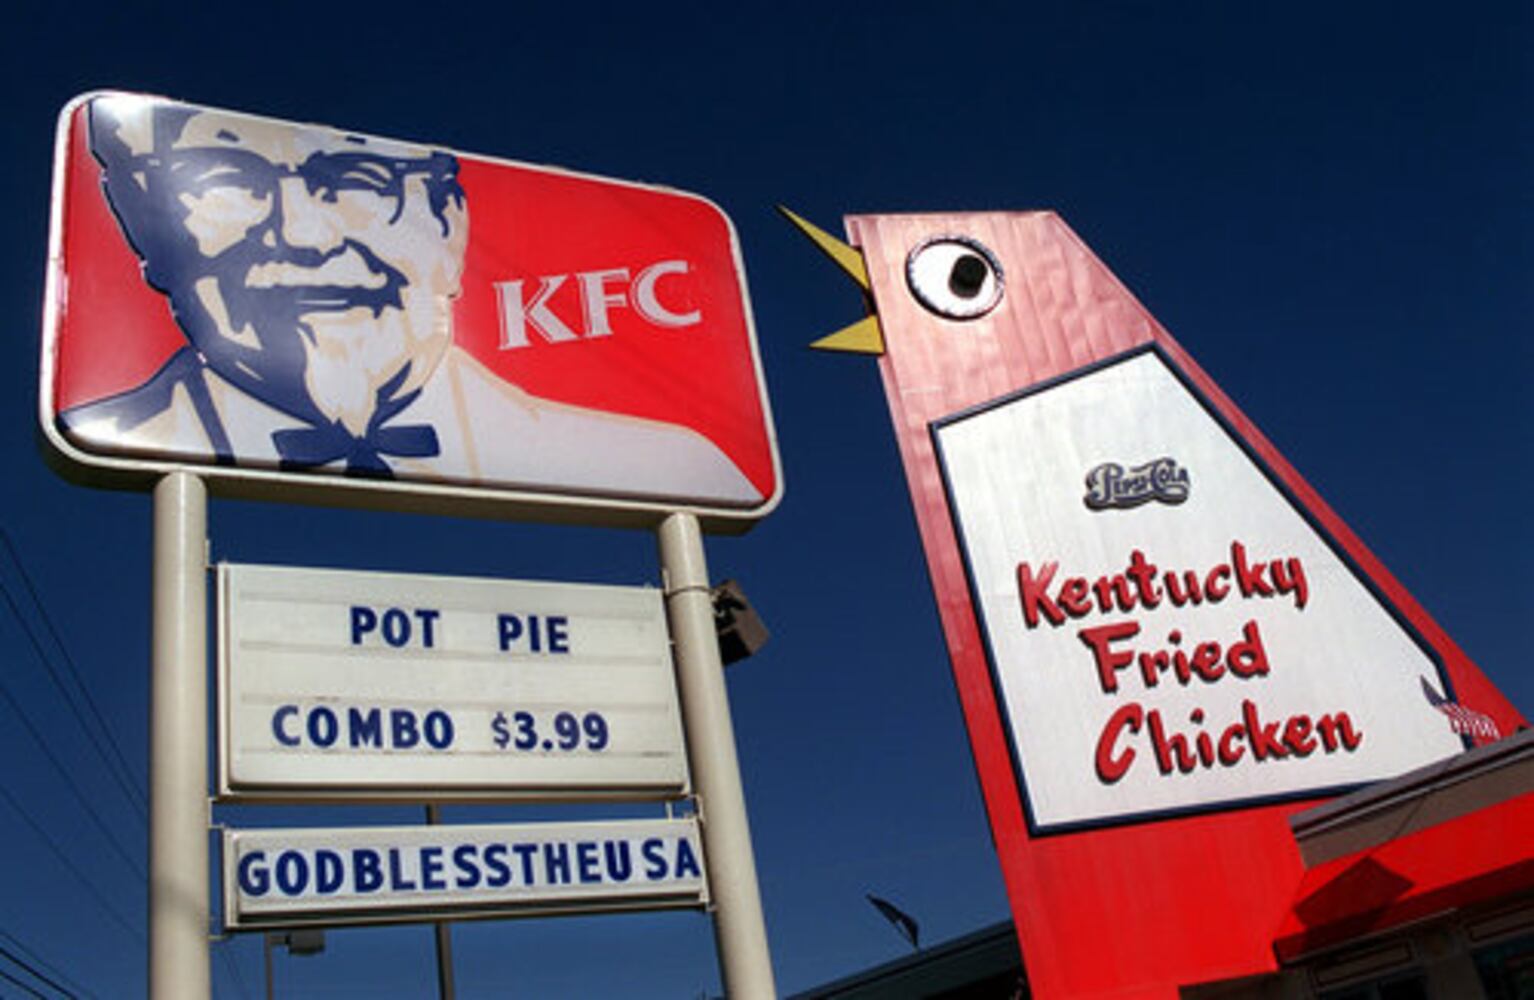 KFC
POT PIE
COMBO $3.99
GODBLESSTHEUSA
PEPSI-COLA
Kentucky
Fried
Chicken